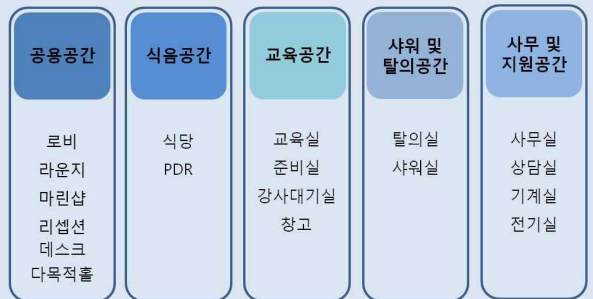 공용공간
로비
라운지
마린샵
리셉션
데스크
다목적홀
식음공간
식당
PDR
교육공간
교육실
준비실
강사대기실
창고
샤워 및
탈의공간
탈의실
샤워실
사무 및
지원공간
사무실
상담실
기계실
전기실